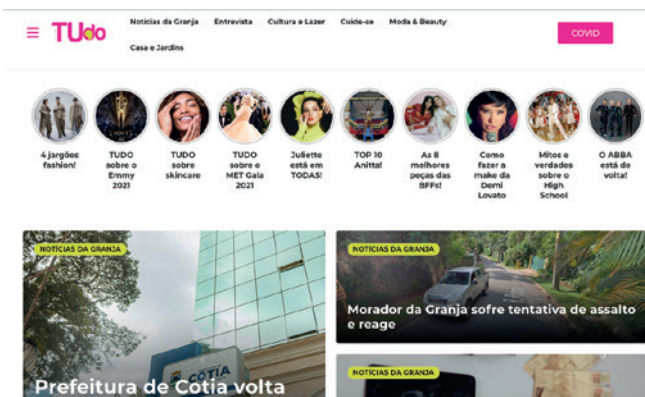 TUdo
Notícias da Granja Entrevista Cultura e Lazer Cuide-se Moda & Beauty
Casa e Jardins
COVID
4 jargões
fashion!
TUDO
sobre o
Emmy
2021
TUDO
sobre
skincare
TUDO
sobre o
MET Gala
2021
Juliette
está em
TODAS!
TOP 10
Anitta!
As 8
melhores
peças das
BFFs!
Como
fazer a
make da
Demi
Lovato
Mitos e
verdades
sobre o
High
School
O ABBA
está de
volta!
NOTÍCIAS DA GRANJA
COTIA
Prefeitura de Cotia volta
NOTÍCIAS DA GRANJA
Morador da Granja sofre tentativa de assalto
e reage
NOTÍCIAS DA GRANJA